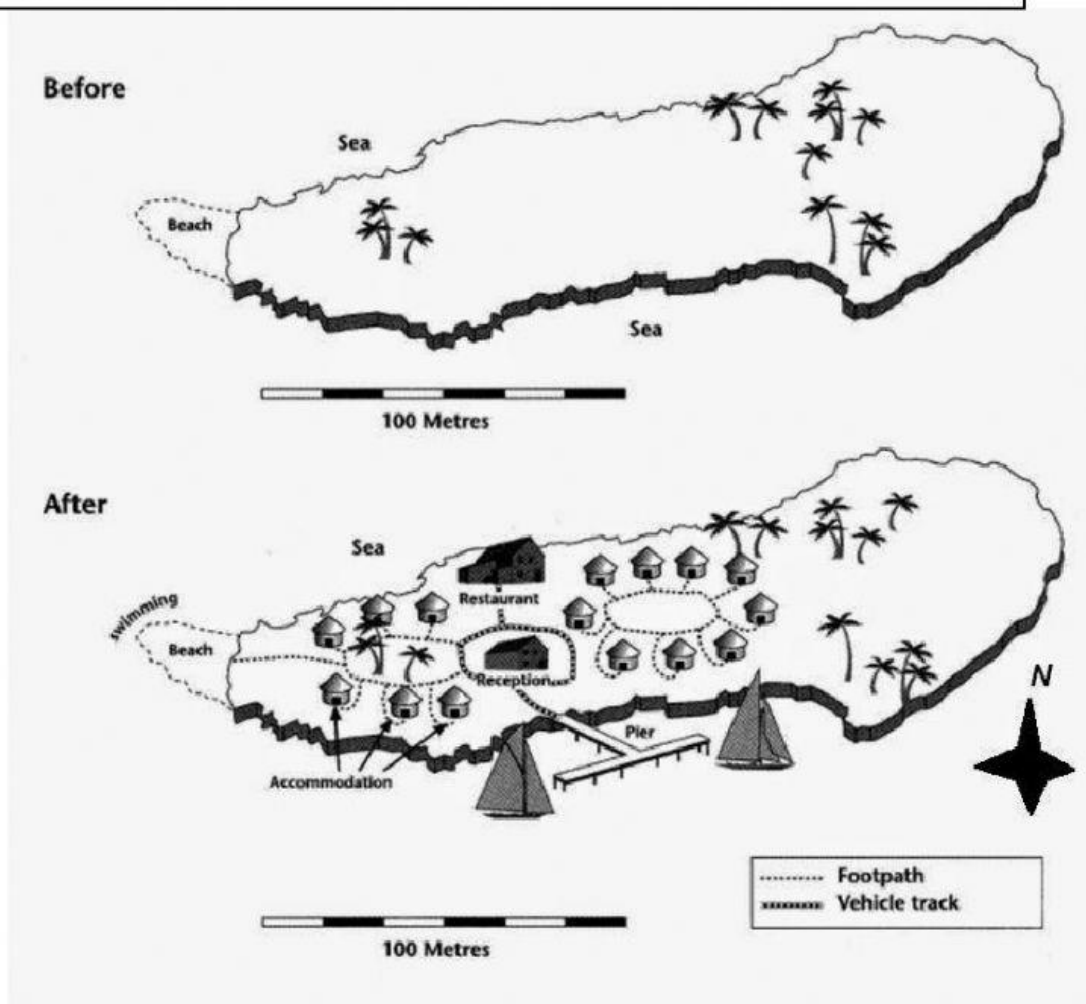 Before
Sea
Beach
Sea
100 Metres
After
Sea
swimming
Restaurant
Beach
Reception
Pier
N
Accommodation
Footpath
Vehicle track
100 Metres